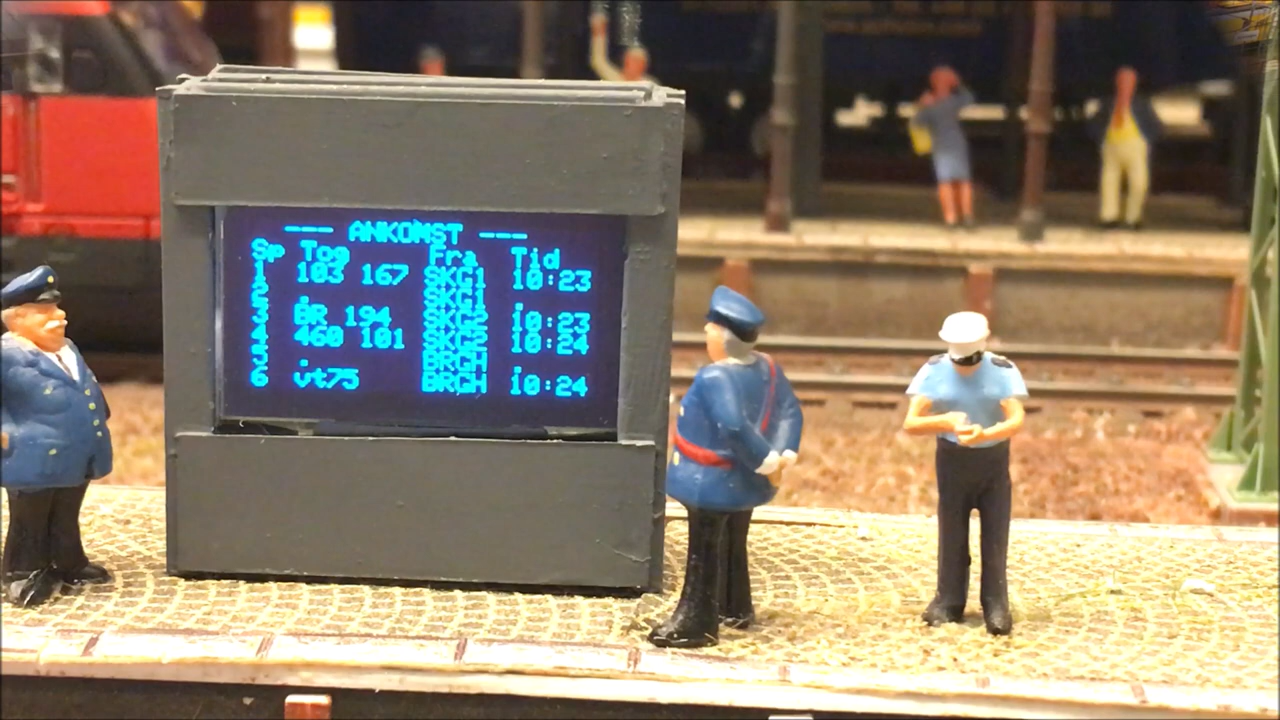 --- ANKOMST ---
Sp Tog Fra Tid
1 103 167 SKG1 10:23
2 . SKG1 .
3 BR 194 SKG2 10:23
4 460 101 SKG2 10:24
5 . BRGH .
6 vt75 BRGH 10:24